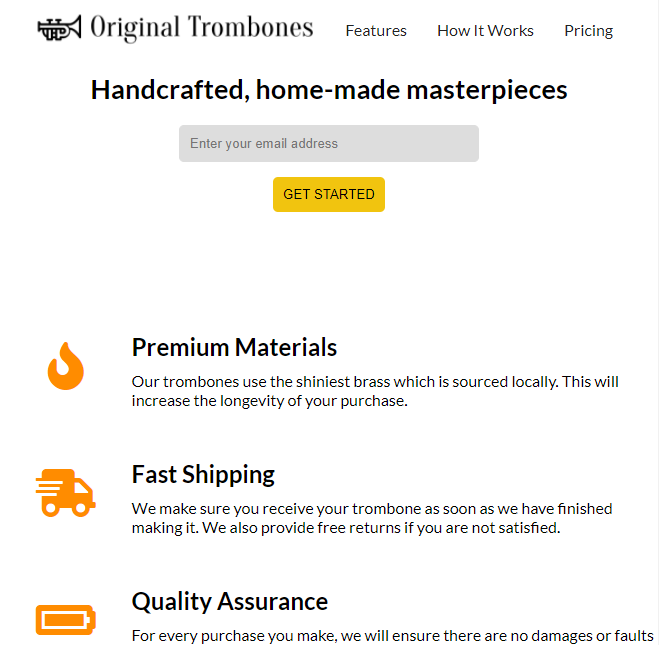 Original Trombones Features How It Works Pricing
Handcrafted, home-made masterpieces
Enter your email address
GET STARTED
Premium Materials
Our trombones use the shiniest brass which is sourced locally. This will
increase the longevity of your purchase.
Fast Shipping
We make sure you receive your trombone as soon as we have finished
making it. We also provide free returns if you are not satisfied.
Quality Assurance
For every purchase you make, we will ensure there are no damages or faults